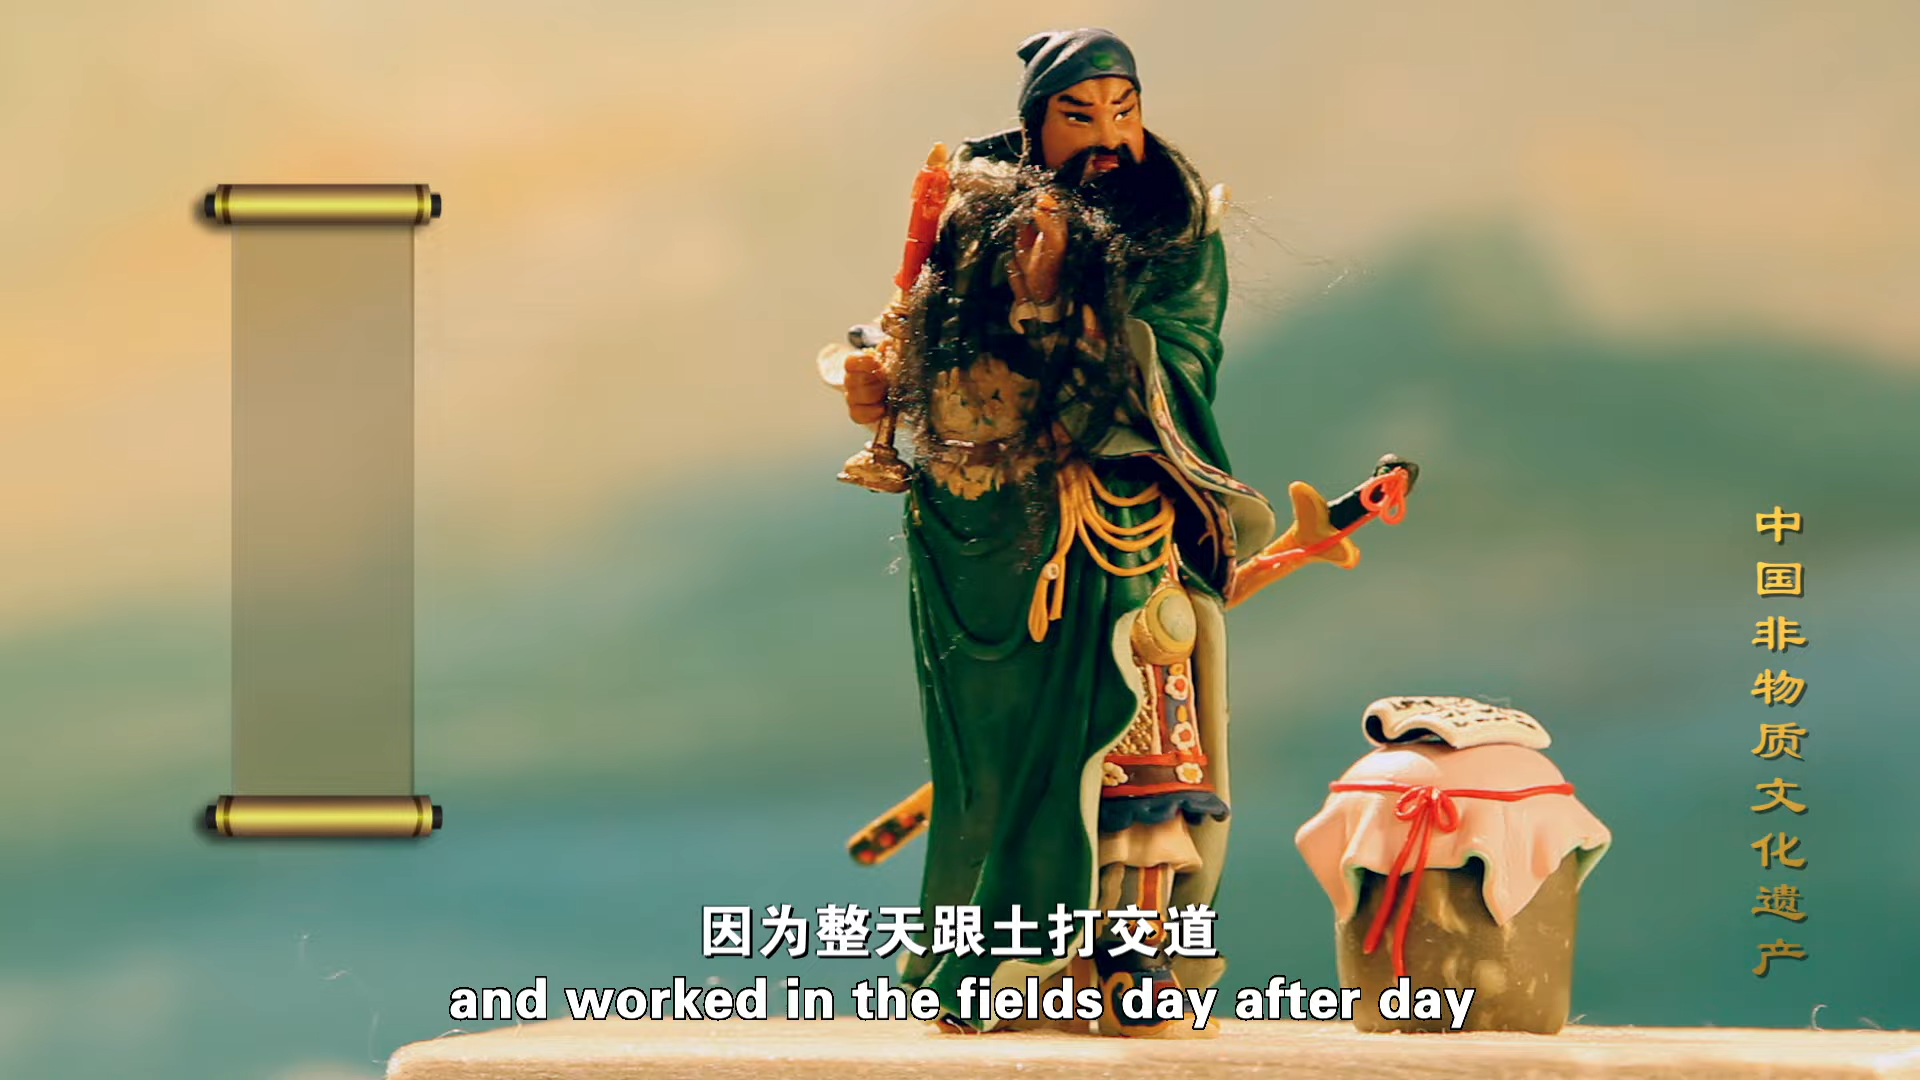 中国非物质文化遗产
因为整天跟土打交道
and worked in the fields day after day